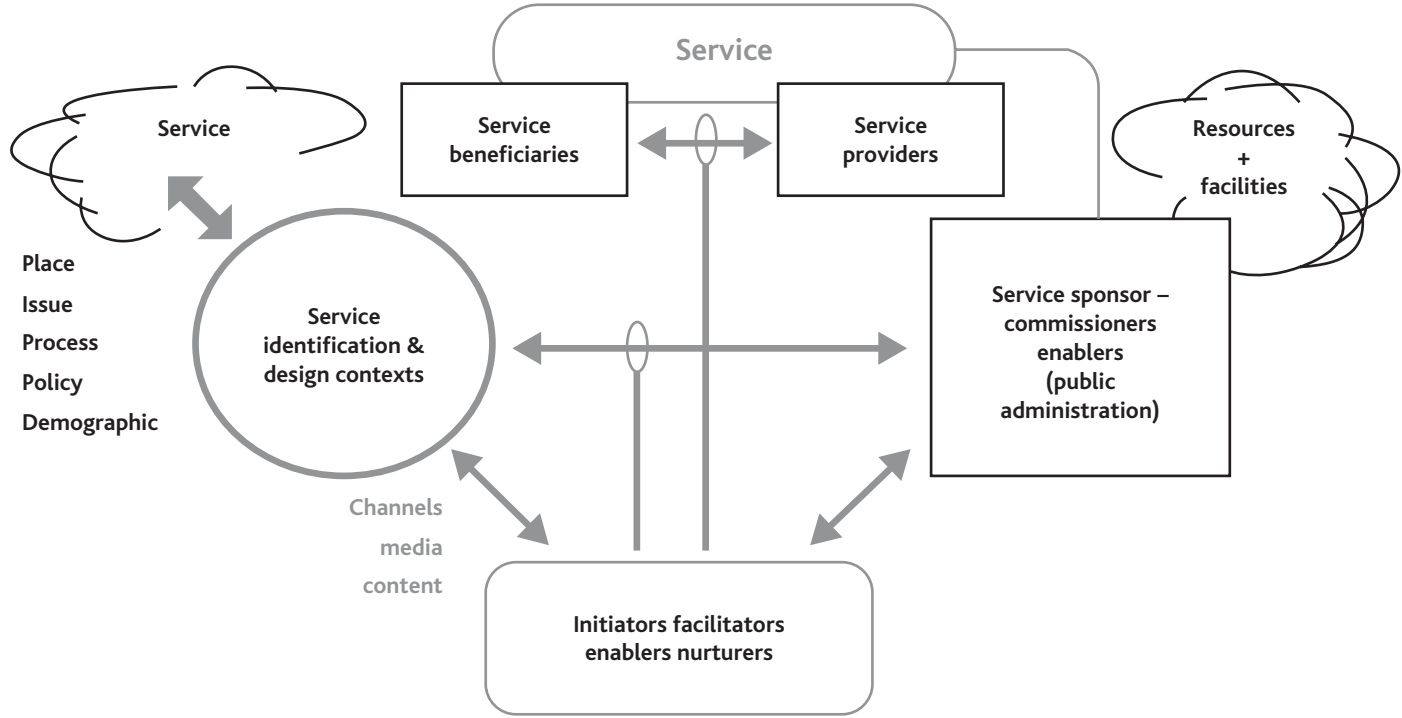 Service
Service
Service
beneficiaries
Service
providers
Resources
+
facilities
Place
Issue
Process
Policy
Demographic
Service
identification &
design contexts
Service sponsor –
commissioners
enablers
(public
administration)
Channels
media
content
Initiators facilitators
enablers nurturers